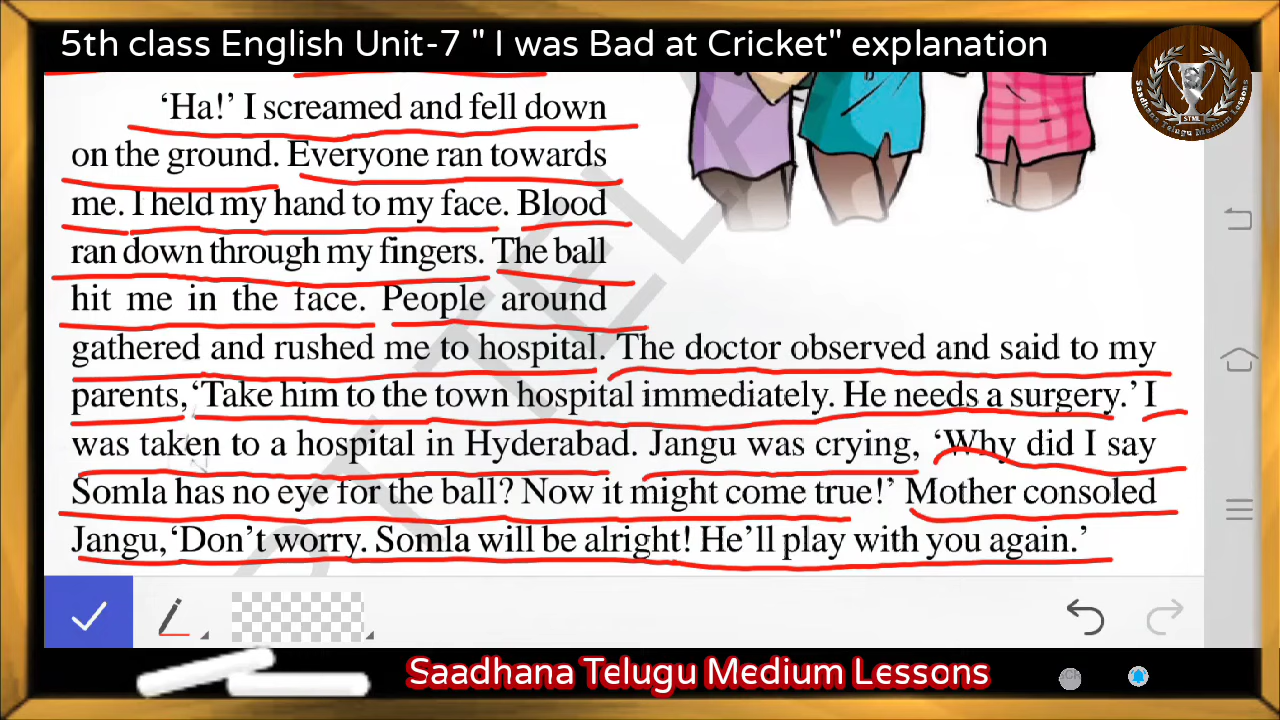 5th class English Unit-7 " I was Bad at Cricket" explanation
Saadhana Telugu Medium Lessons
STML
‘Ha!’ I screamed and fell down
on the ground. Everyone ran towards
me. I held my hand to my face. Blood
ran down through my fingers. The ball
hit me in the face. People around
gathered and rushed me to hospital. The doctor observed and said to my
parents, ‘Take him to the town hospital immediately. He needs a surgery.’ I
was taken to a hospital in Hyderabad. Jangu was crying, ‘Why did I say
Somla has no eye for the ball? Now it might come true!’ Mother consoled
Jangu, ‘Don’t worry. Somla will be alright! He’ll play with you again.’
Saadhana Telugu Medium Lessons